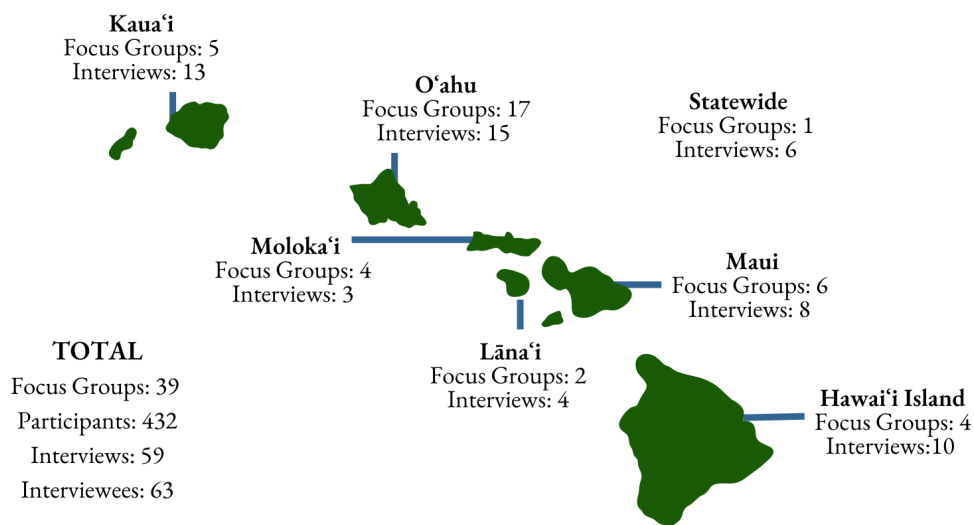 Kauaʻi
Focus Groups: 5
Interviews: 13
Oʻahu
Focus Groups: 17
Interviews: 15
Statewide
Focus Groups: 1
Interviews: 6
Molokaʻi
Focus Groups: 4
Interviews: 3
Maui
Focus Groups: 6
Interviews: 8
Lānaʻi
Focus Groups: 2
Interviews: 4
Hawaiʻi Island
Focus Groups: 4
Interviews:10
TOTAL
Focus Groups: 39
Participants: 432
Interviews: 59
Interviewees: 63